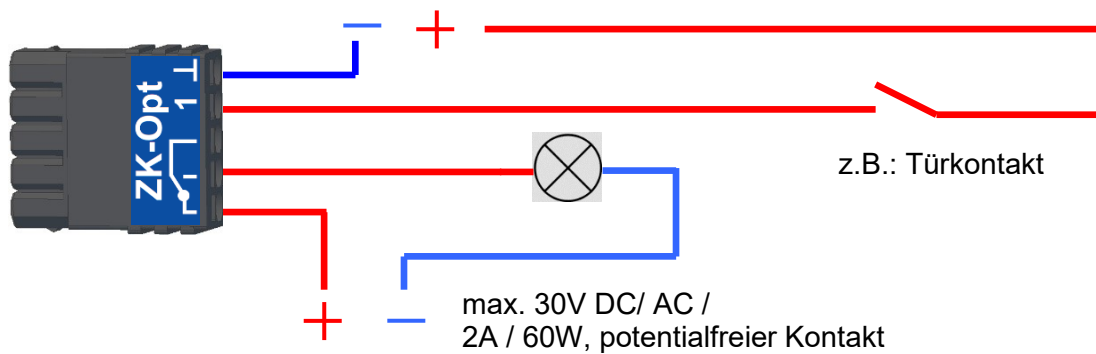 − +
ZK-Opt
1
z.B.: Türkontakt
max. 30V DC/ AC /
2A / 60W, potentialfreier Kontakt
+ −